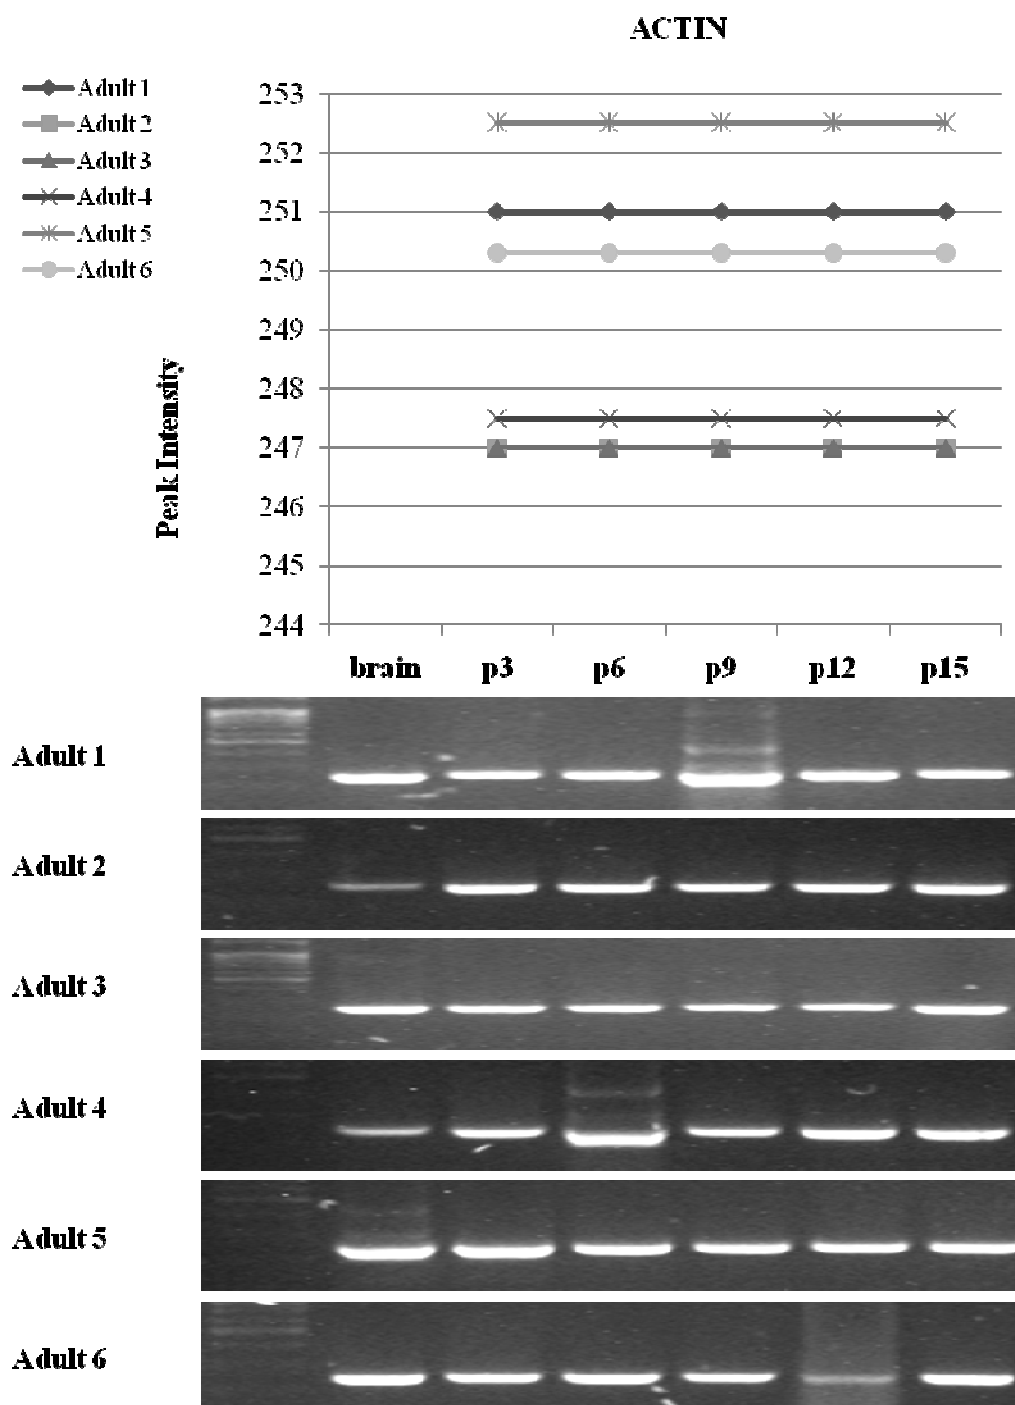 ACTIN
Adult 1
Adult 2
Adult 3
Adult 4
Adult 5
Adult 6
Peak Intensity
253
252
251
250
249
248
247
246
245
244
brain p3 p6 p9 p12 p15
Adult 1
Adult 2
Adult 3
Adult 4
Adult 5
Adult 6